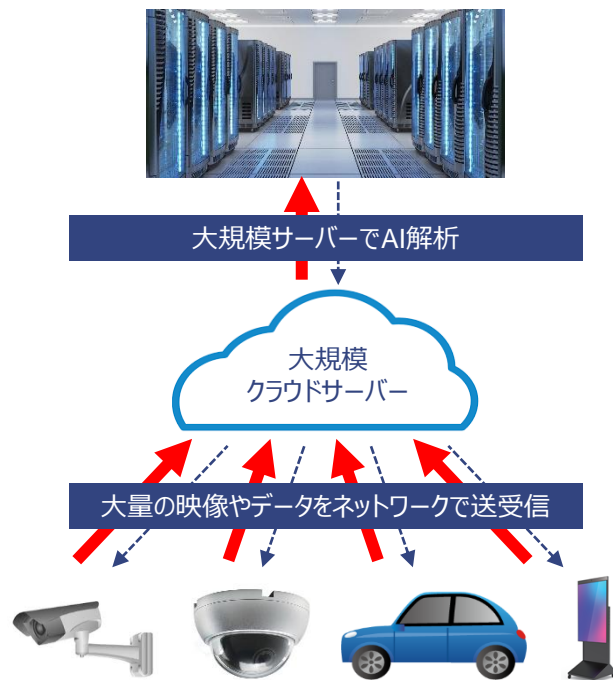 大規模サーバーでAI解析
大規模
クラウドサーバー
大量の映像やデータをネットワークで送受信